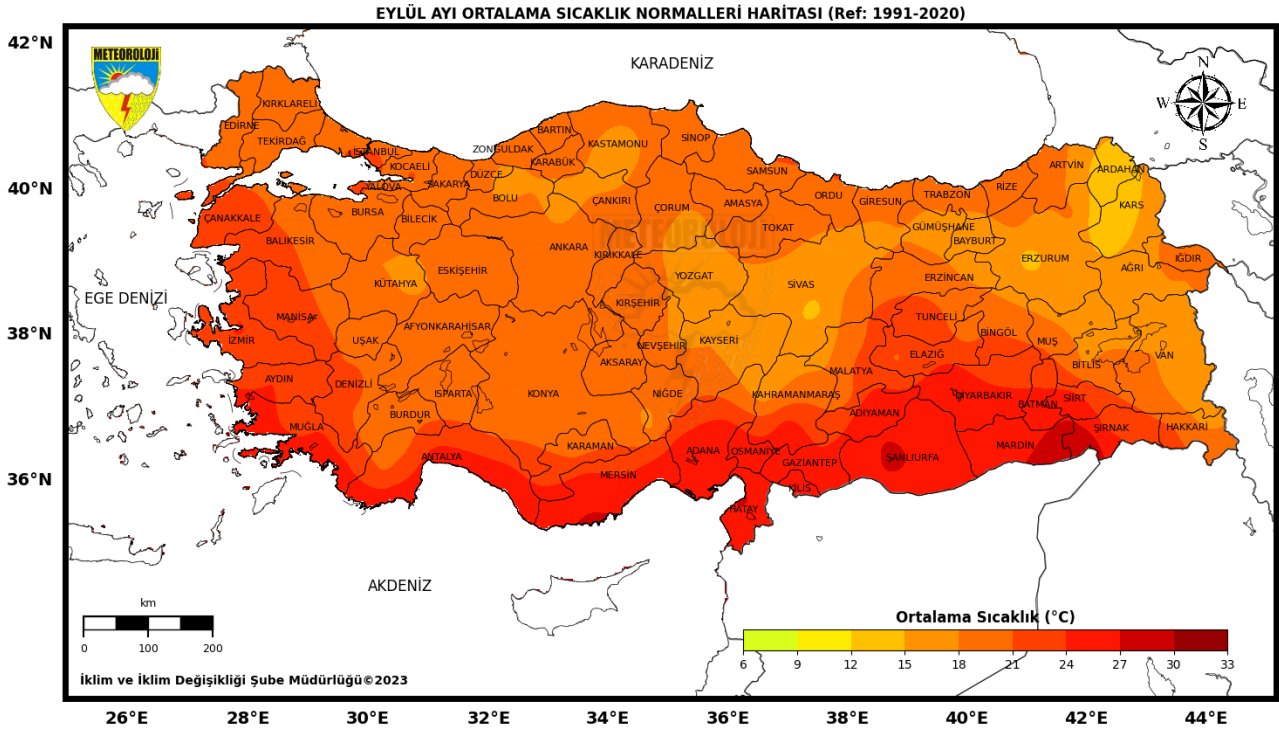 EYLÜL AYI ORTALAMA SICAKLIK NORMALLERİ HARİTASI (Ref: 1991-2020)
42°N
METEOROLOJİ
KARADENİZ
N
W E
S
KIRKLARELİ
EDİRNE
TEKİRDAĞ
İSTANBUL
KOCAELİ
YALOVA
SAKARYA
DÜZCE
ZONGULDAK
BARTIN
KARABÜK
KASTAMONU
SİNOP
SAMSUN
ORDU
GİRESUN
TRABZON
RİZE
ARTVİN
ARDAHAN
40°N
ÇANAKKALE
BURSA
BİLECİK
BOLU
ÇANKIRI
ÇORUM
AMASYA
TOKAT
METEOROLOJİ
GÜMÜŞHANE
BAYBURT
KARS
BALIKESİR
ESKİŞEHİR
ANKARA
KIRIKKALE
YOZGAT
SİVAS
ERZİNCAN
ERZURUM
AĞRI
IĞDIR
EGE DENİZİ
KÜTAHYA
KIRŞEHİR
38°N
MANİSA
İZMİR
UŞAK
AFYONKARAHİSAR
NEVŞEHİR
KAYSERİ
AKSARAY
TUNCELİ
BİNGÖL
MUŞ
ELAZIĞ
BİTLİS
VAN
AYDIN
DENİZLİ
ISPARTA
KONYA
NİĞDE
KAHRAMANMARAŞ
MALATYA
DİYARBAKIR
BATMAN
SİİRT
MUĞLA
BURDUR
ADIYAMAN
ŞIRNAK
HAKKARİ
ANTALYA
KARAMAN
MERSİN
ADANA
OSMANİYE
GAZİANTEP
ŞANLIURFA
MARDİN
36°N
KİLİS
HATAY
AKDENİZ
km
0 100 200
Ortalama Sıcaklık (°C)
6 9 12 15 18 21 24 27 30 33
İklim ve İklim Değişikliği Şube Müdürlüğü©2023
26°E 28°E 30°E 32°E 34°E 36°E 38°E 40°E 42°E 44°E